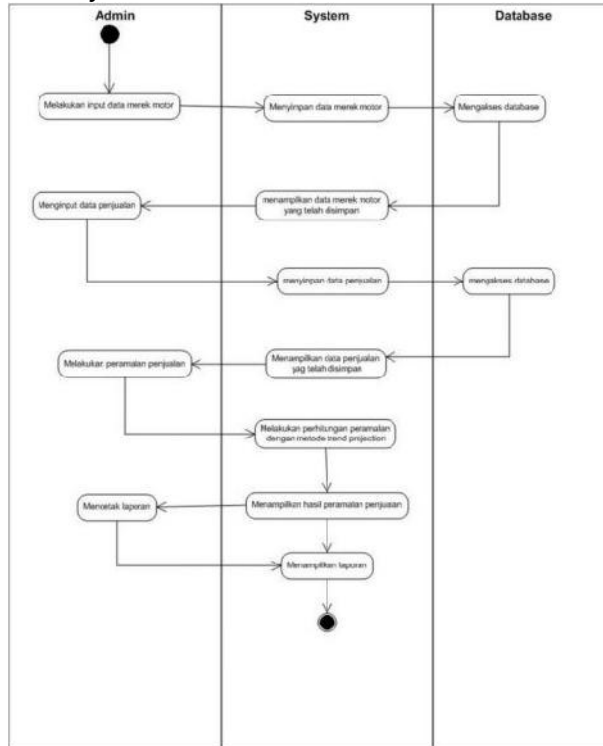 Admin System Database
Melakukan input data merek motor
Menyinpan data merek motor
Mengakses database
menampilkan data merek motor
yang telah disimpan
Menginput data penjualan
menyinpan data penjualan
mengakses database
Menampilkan data penjualan
yag telah disimpan
Melakukan peramalan penjualan
Melakukan perhitungan peramalan
dengan metode trend projection
Menampilkan hasil peramalan penjualan
Mencetak laporan
Menampilkan laporan